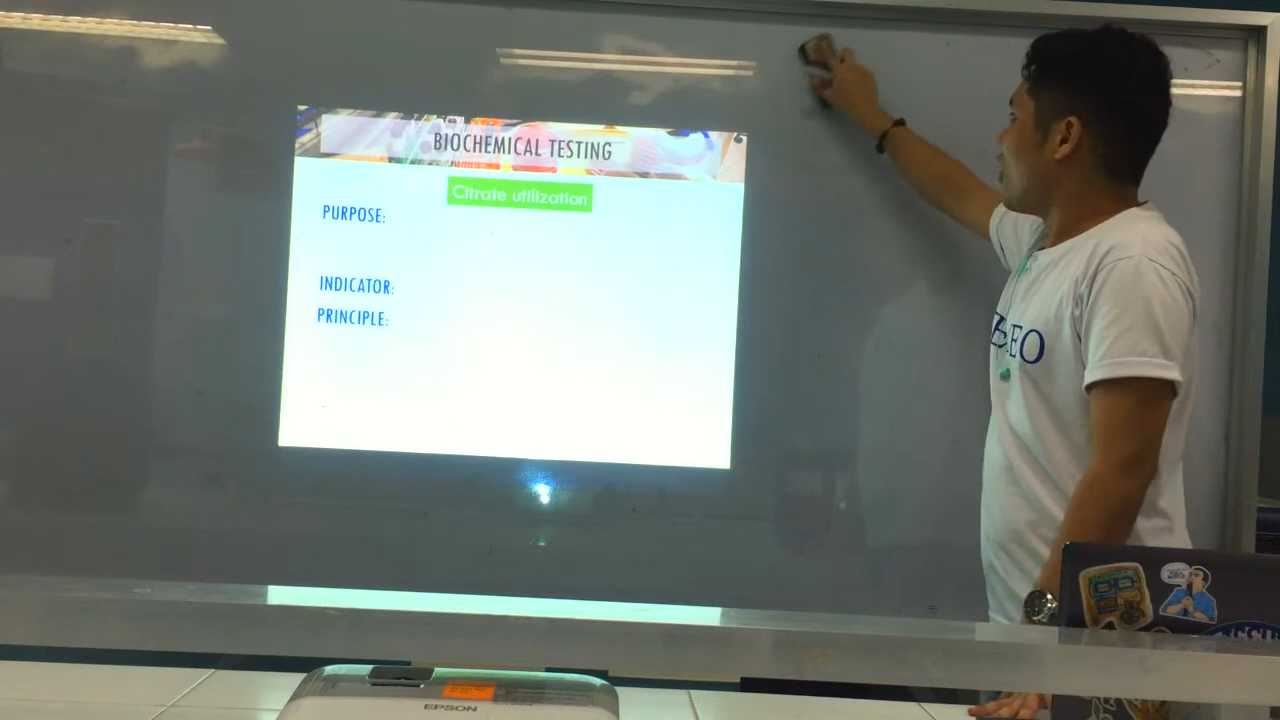 BIOCHEMICAL TESTING
Citrate utilization
PURPOSE:
INDICATOR:
PRINCIPLE:
EPSON